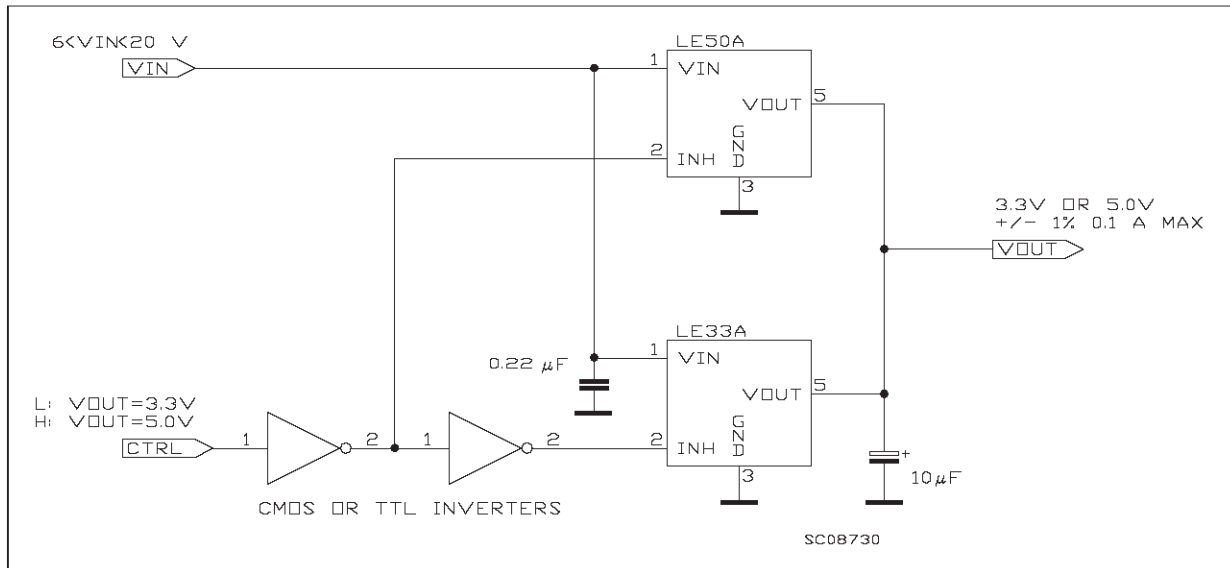 6<VIN<20 V
VIN
LE50A
1
VIN
VOUT
5
GND
2
INH
3
3.3V OR 5.0V
+/- 1% 0.1 A MAX
VOUT
LE33A
1
VIN
0.22 µF
VOUT
5
GND
2
INH
3
L: VOUT=3.3V
H: VOUT=5.0V
CTRL
1
2
1
2
+
10µF
CMOS OR TTL INVERTERS
SC08730